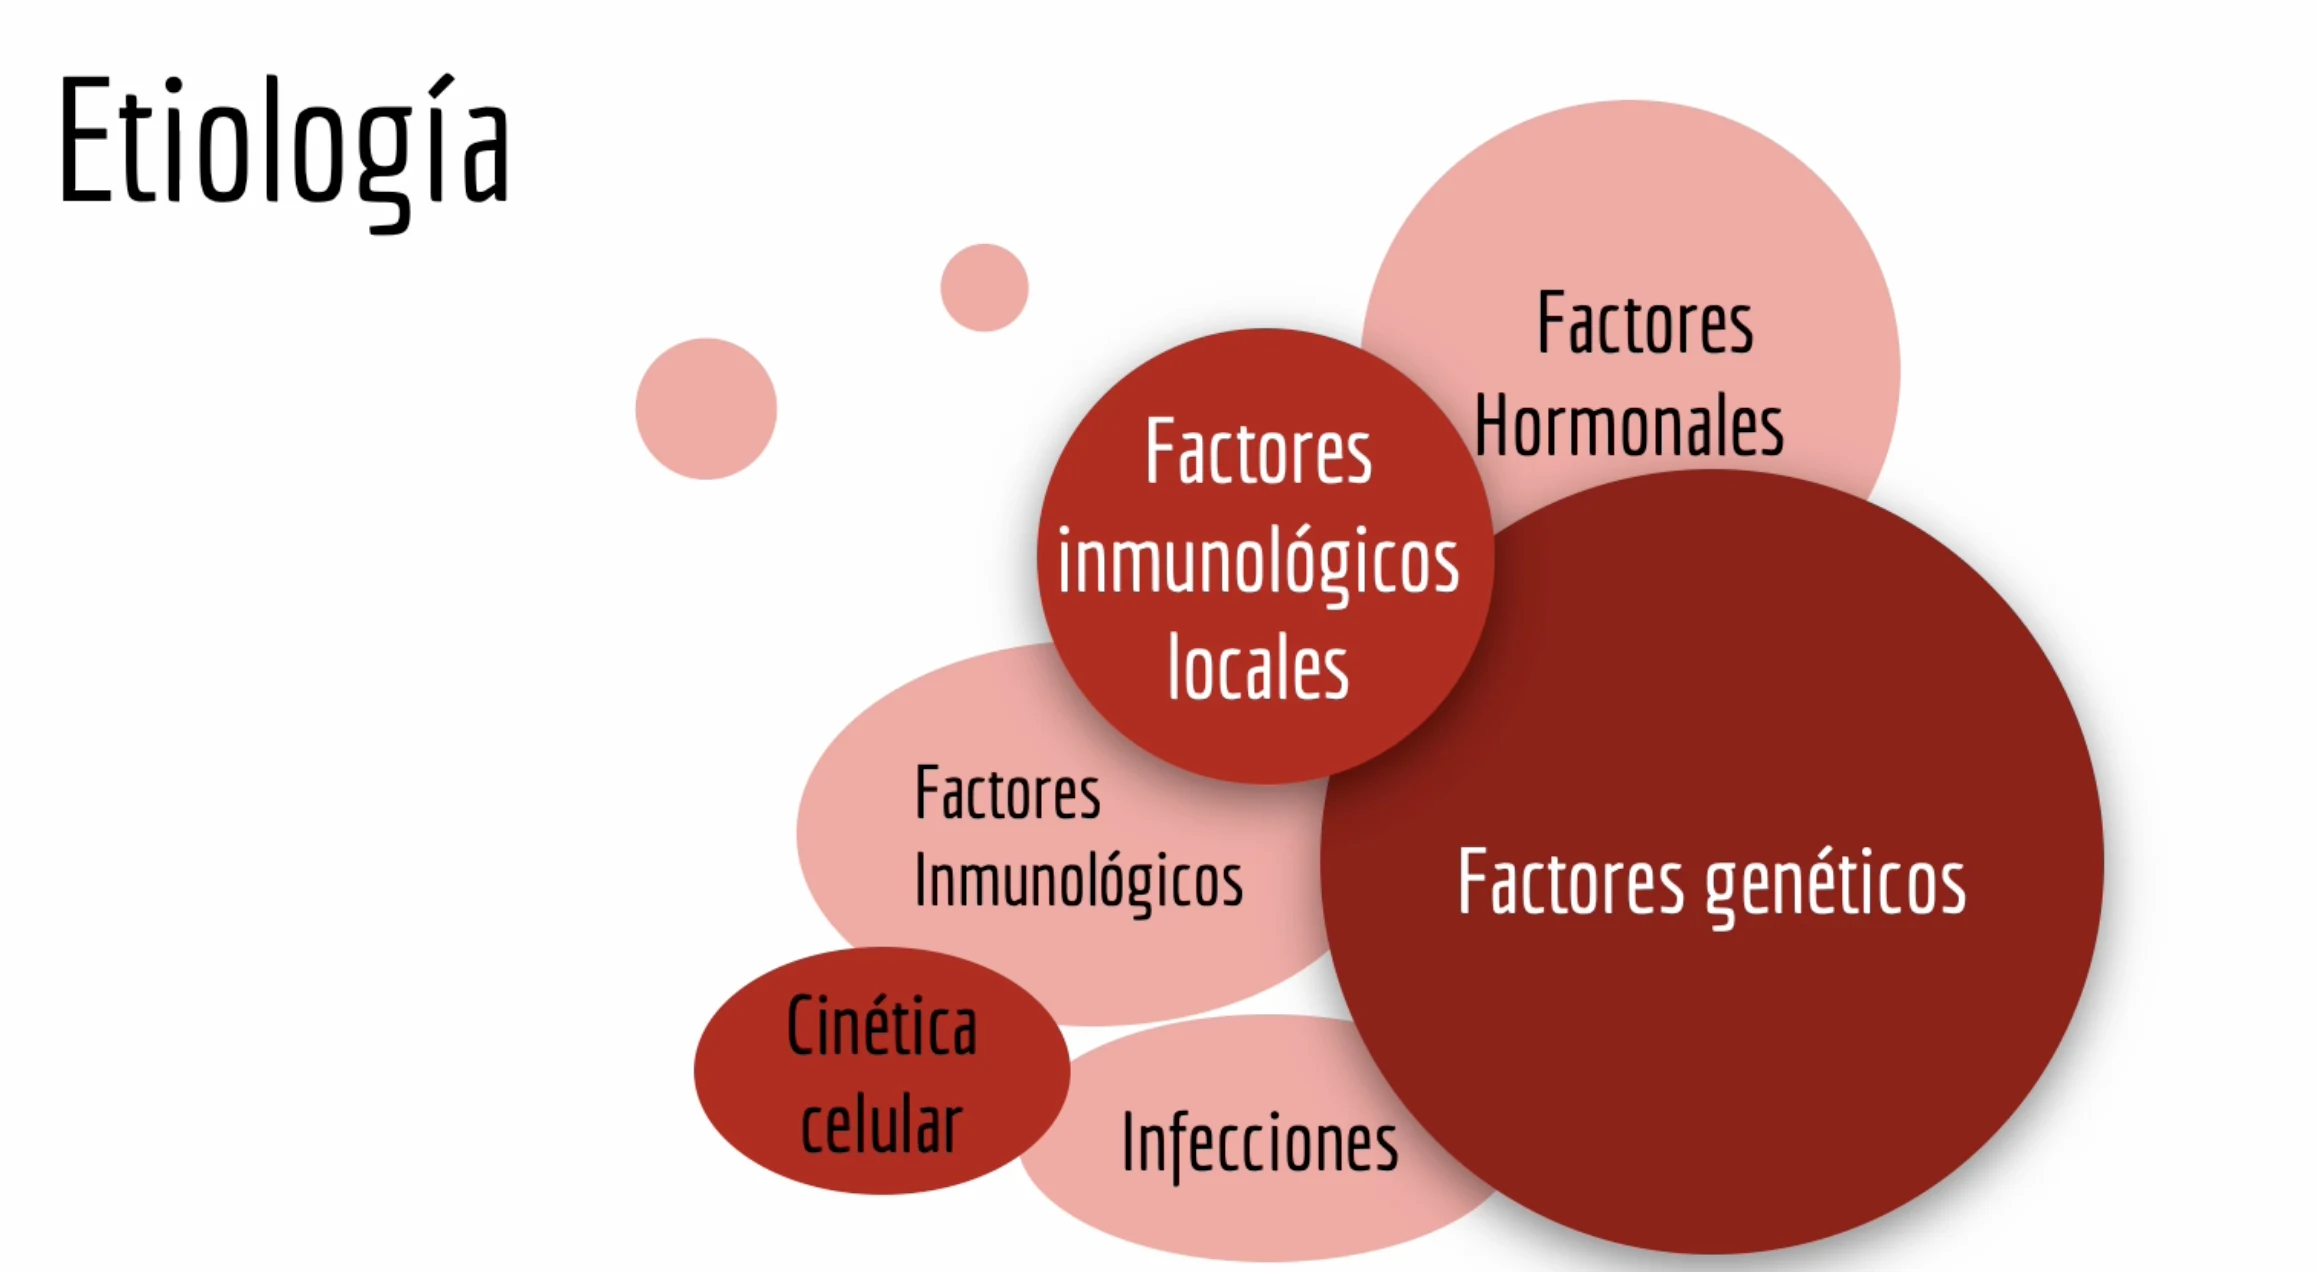 Etiología
Factores
Hormonales
Factores
inmunológicos
locales
Factores
Inmunológicos
Factores genéticos
Cinética
celular
Infecciones